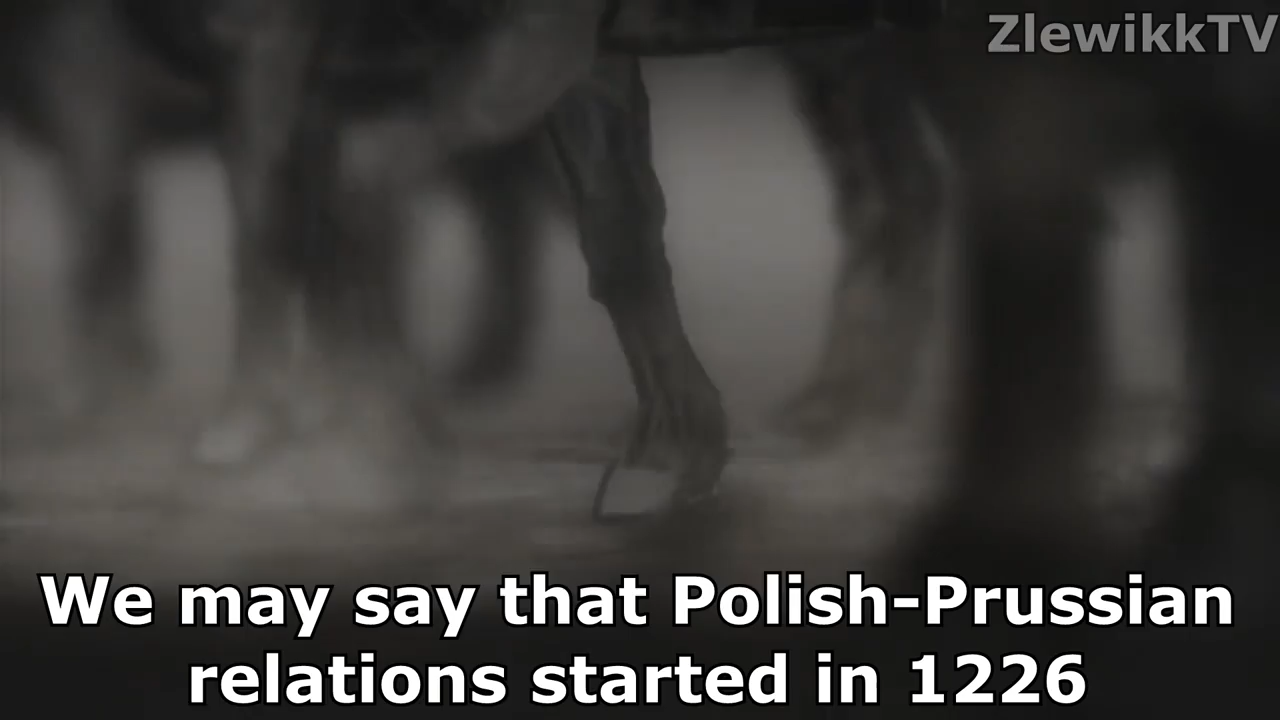 ZlewikkTV
We may say that Polish-Prussian
relations started in 1226